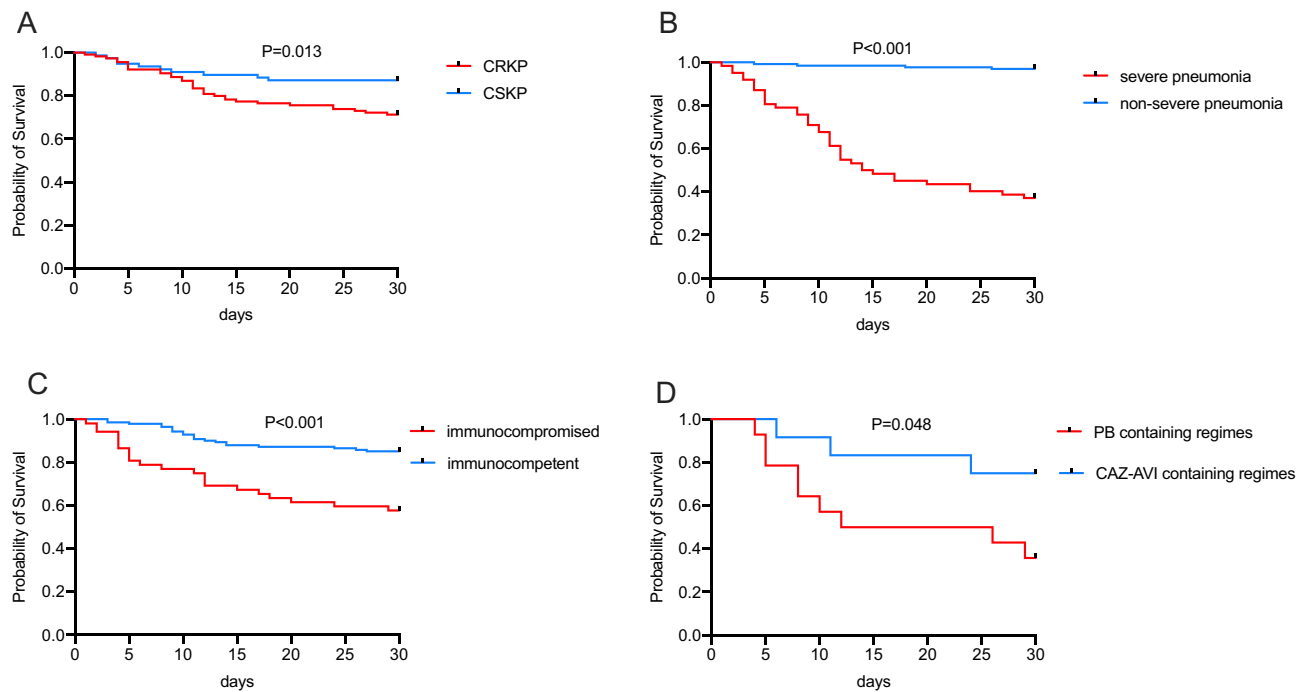 A
P=0.013
CRKP
CSKP
Probability of Survival
1.0
0.8
0.6
0.4
0.2
0.0
0 5 10 15 20 25 30
days
B
P<0.001
severe pneumonia
non-severe pneumonia
Probability of Survival
1.0
0.8
0.6
0.4
0.2
0.0
0 5 10 15 20 25 30
days
C
P<0.001
immunocompromised
immunocompetent
Probability of Survival
1.0
0.8
0.6
0.4
0.2
0.0
0 5 10 15 20 25 30
days
D
P=0.048
PB containing regimes
CAZ-AVI containing regimes
Probability of Survival
1.0
0.8
0.6
0.4
0.2
0.0
0 5 10 15 20 25 30
days